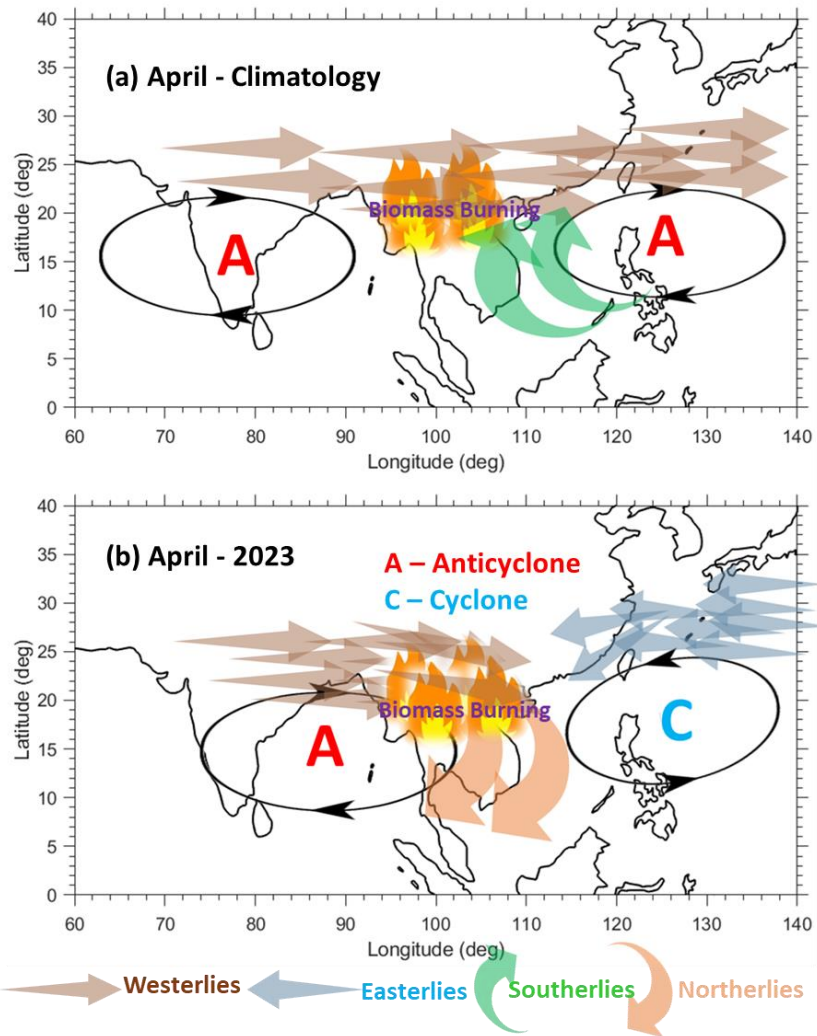 40
35
(a) April - Climatology
30
25
Biomass Burning
20
A
A
15
10
5
0
60 70 80 90 100 110 120 130 140
Latitude (deg)
Longitude (deg)
40
35
(b) April - 2023
A – Anticyclone
C – Cyclone
30
25
20
Biomass Burning
A
C
15
10
5
0
60 70 80 90 100 110 120 130 140
Latitude (deg)
Longitude (deg)
Westerlies Easterlies Southerlies Northerlies